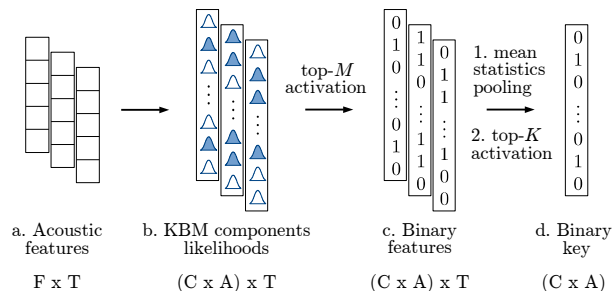 top-M
activation
0
1
0
⋮
0
1
0
1
1
0
⋮
1
1
0
0
1
1
⋮
1
0
0
1. mean
statistics
pooling
2. top-K
activation
0
1
0
⋮
0
1
0
a. Acoustic
features
F x T
b. KBM components
likelihoods
(C x A) x T
c. Binary
features
(C x A) x T
d. Binary
key
(C x A)